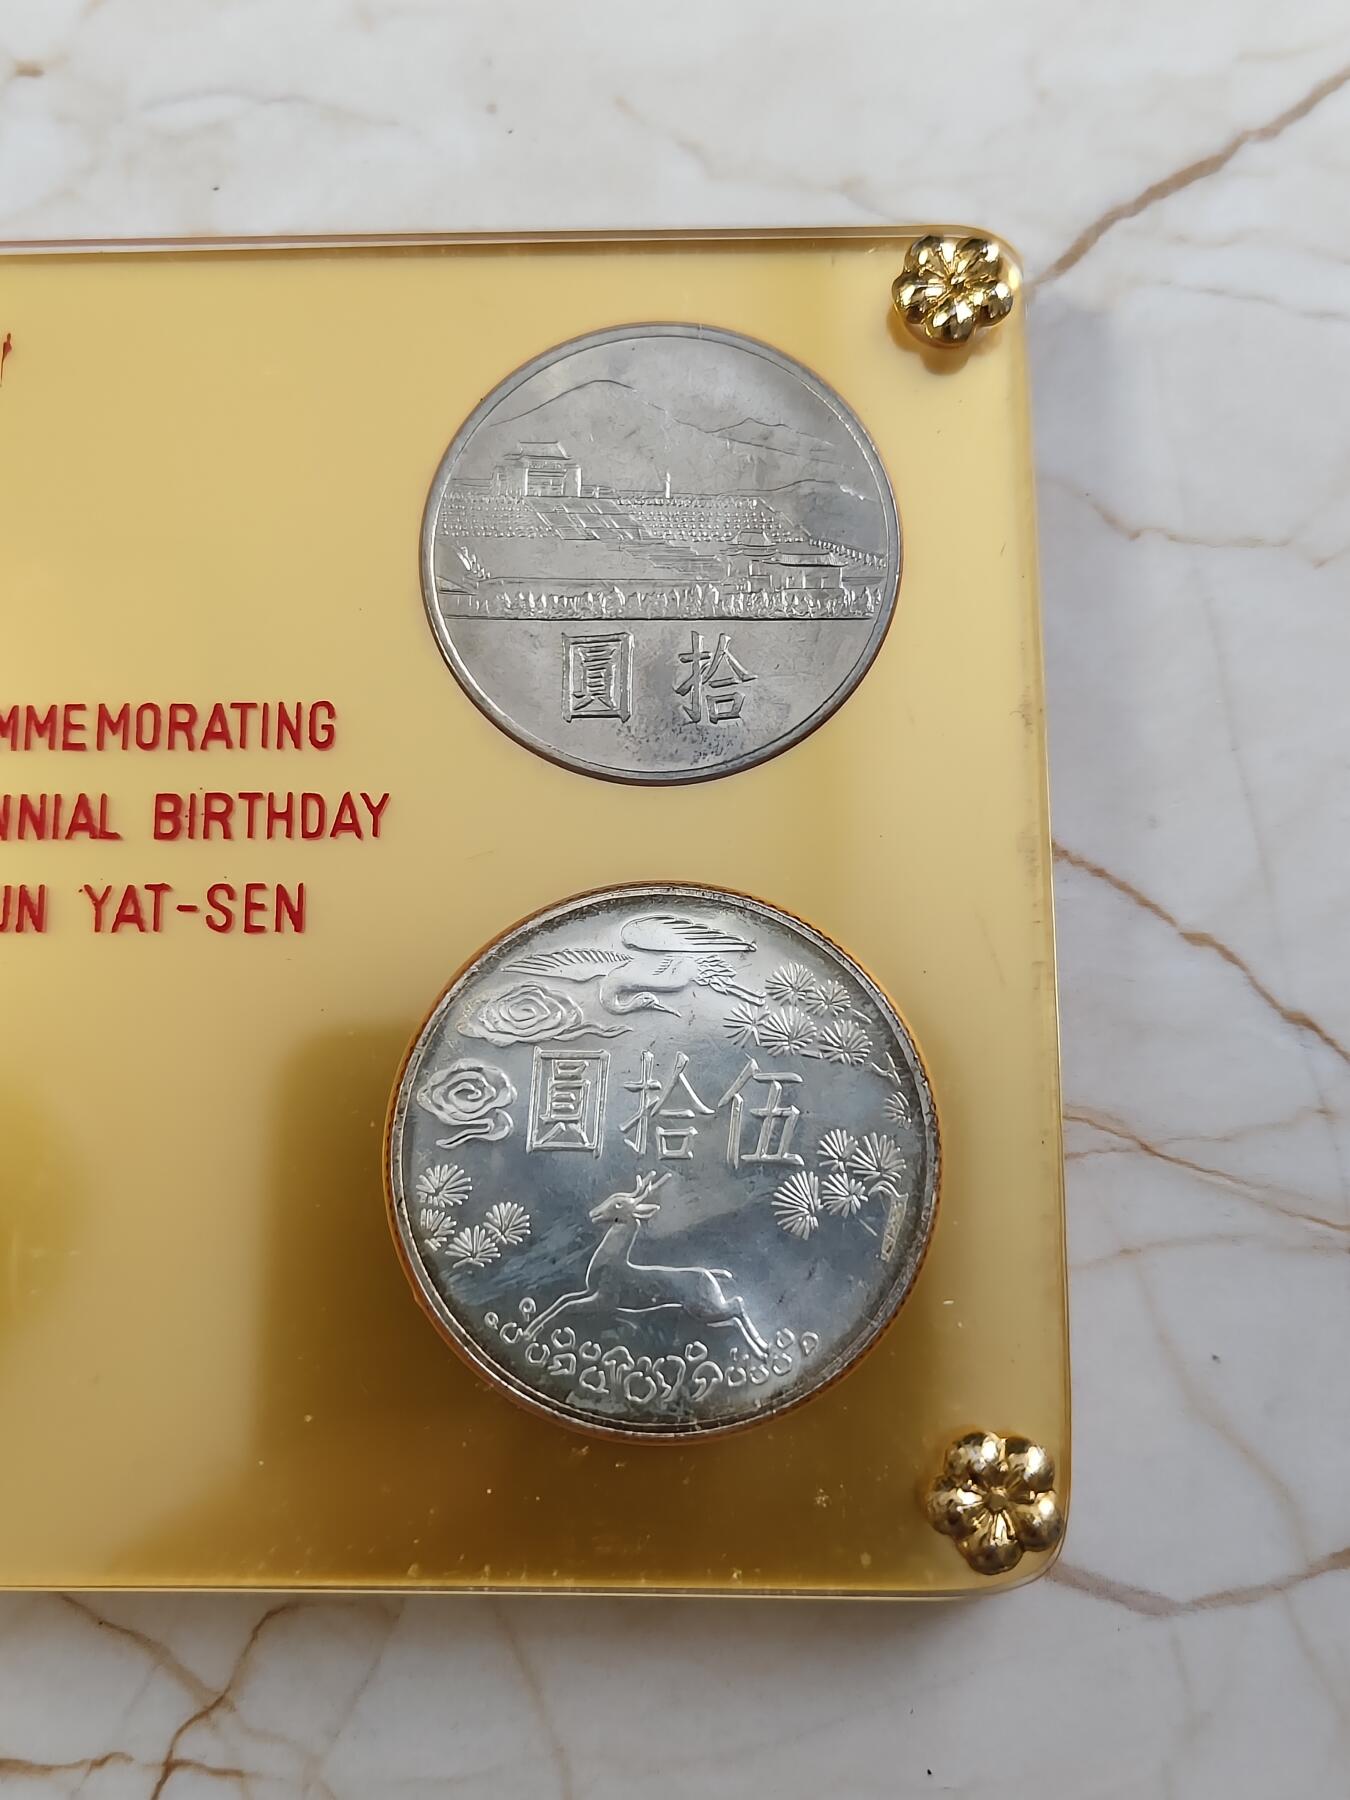 圓拾
MMEMORATING
NNIAL BIRTHDAY
UN YAT-SEN
圓拾伍